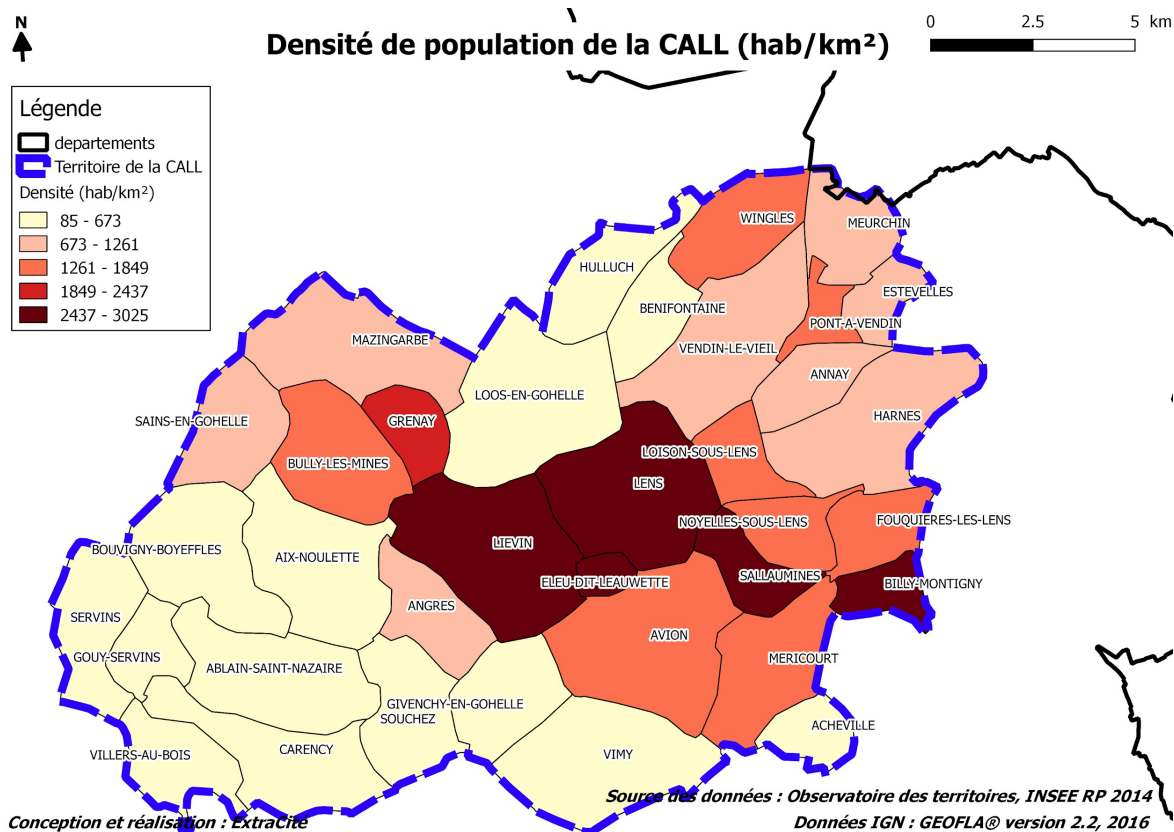 N
Densité de population de la CALL (hab/km²)
0 2.5 5 km
Légende
departements
Territoire de la CALL
Densité (hab/km²)
85 - 673
673 - 1261
1261 - 1849
1849 - 2437
2437 - 3025
WINGLES
MEURCHIN
HULLUCH
ESTEVELLES
BENIFONTAINE
PONT-A-VENDIN
MAZINGARBE
VENDIN-LE-VIEIL
ANNAY
LOOS-EN-GOHELLE
HARNES
SAINS-EN-GOHELLE
GRENAY
LOISON-SOUS-LENS
BULLY-LES-MINES
LENS
NOYELLES-SOUS-LENS
FOUQUIERES-LES-LENS
LIEVIN
BOUVIGNY-BOYEFFLES
AIX-NOULETTE
ELEU-DIT-LEAUWETTE
SALLAUMINES
BILLY-MONTIGNY
ANGRES
SERVINS
AVION
GOUY-SERVINS
MERICOURT
ABLAIN-SAINT-NAZAIRE
GIVENCHY-EN-GOHELLE
SOUCHEZ
ACHEVILLE
VILLERS-AU-BOIS
CARENCY
VIMY
Source des données : Observatoire des territoires, INSEE RP 2014
Conception et réalisation : ExtraCité
Données IGN : GEOFLA® version 2.2, 2016